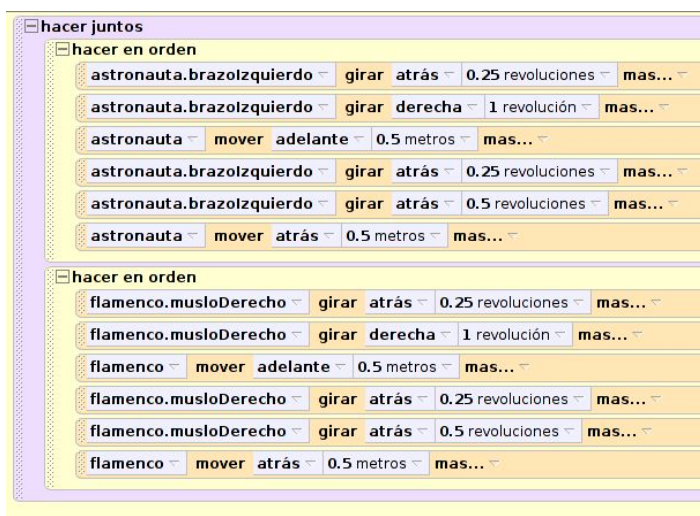 hacer juntos
hacer en orden
astronauta.brazoIzquierdo girar atrás 0.25 revoluciones mas...
astronauta.brazoIzquierdo girar derecha 1 revolución mas...
astronauta mover adelante 0.5 metros mas...
astronauta.brazoIzquierdo girar atrás 0.25 revoluciones mas...
astronauta.brazoIzquierdo girar atrás 0.5 revoluciones mas...
astronauta mover atrás 0.5 metros mas...
hacer en orden
flamenco.musloDerecho girar atrás 0.25 revoluciones mas...
flamenco.musloDerecho girar derecha 1 revolución mas...
flamenco mover adelante 0.5 metros mas...
flamenco.musloDerecho girar atrás 0.25 revoluciones mas...
flamenco.musloDerecho girar atrás 0.5 revoluciones mas...
flamenco mover atrás 0.5 metros mas...